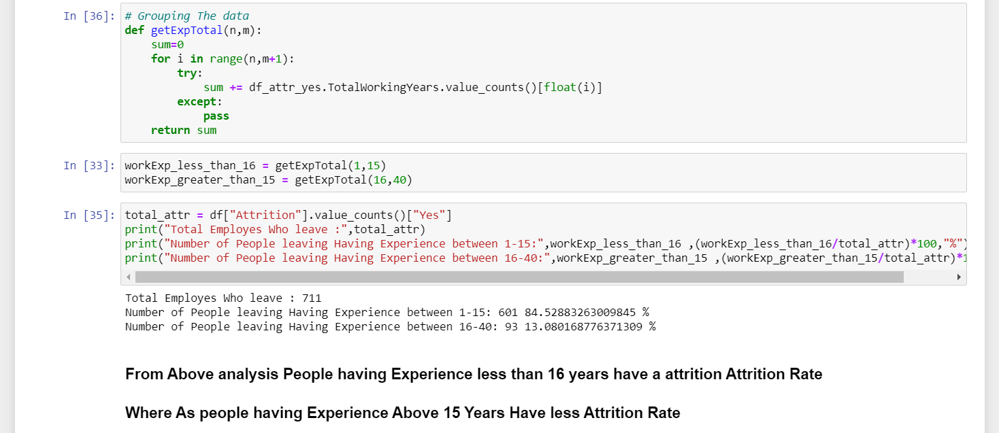 In [36]: # Grouping The data
def getExpTotal(n,m):
    sum=0
    for i in range(n,m+1):
        try:
            sum += df_attr_yes.TotalWorkingYears.value_counts()[float(i)]
        except:
            pass
    return sum
In [33]: workExp_less_than_16 = getExpTotal(1,15)
workExp_greater_than_15 = getExpTotal(16,40)
In [35]: total_attr = df["Attrition"].value_counts()["Yes"]
print("Total Employes Who leave :",total_attr)
print("Number of People leaving Having Experience between 1-15:",workExp_less_than_16 ,(workExp_less_than_16/total_attr)*100,"%")
print("Number of People leaving Having Experience between 16-40:",workExp_greater_than_15 ,(workExp_greater_than_15/total_attr)*1
Total Employes Who leave : 711
Number of People leaving Having Experience between 1-15: 601 84.52883263009845 %
Number of People leaving Having Experience between 16-40: 93 13.080168776371309 %
From Above analysis People having Experience less than 16 years have a attrition Attrition Rate
Where As people having Experience Above 15 Years Have less Attrition Rate